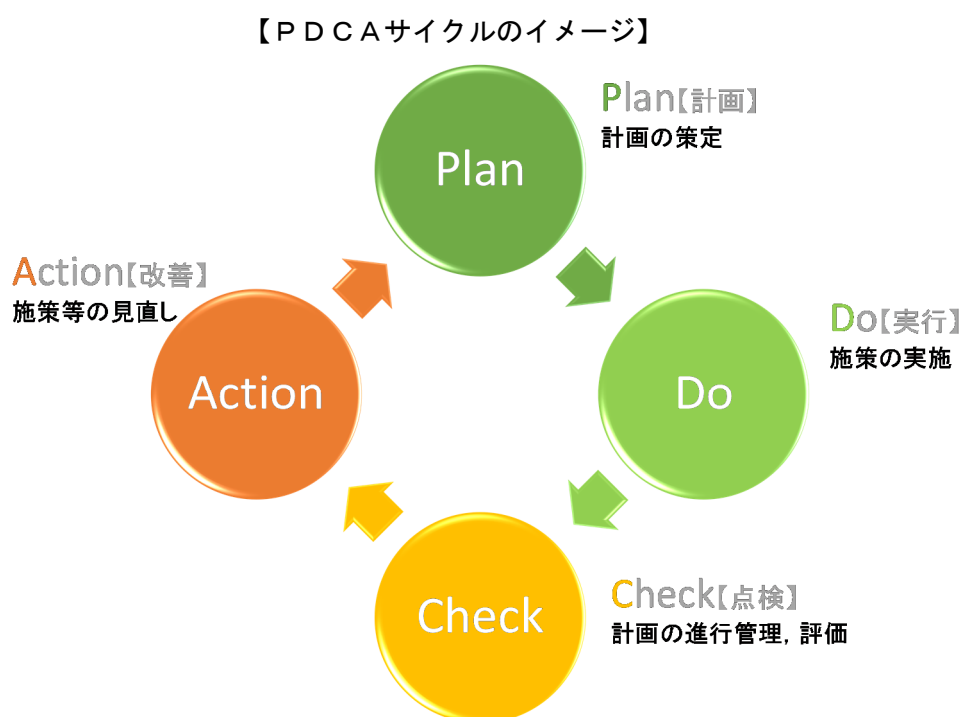 【ＰＤＣＡサイクルのイメージ】
Plan
Plan【計画】
計画の策定
Do
Do【実行】
施策の実施
Check
Check【点検】
計画の進行管理，評価
Action
Action【改善】
施策等の見直し